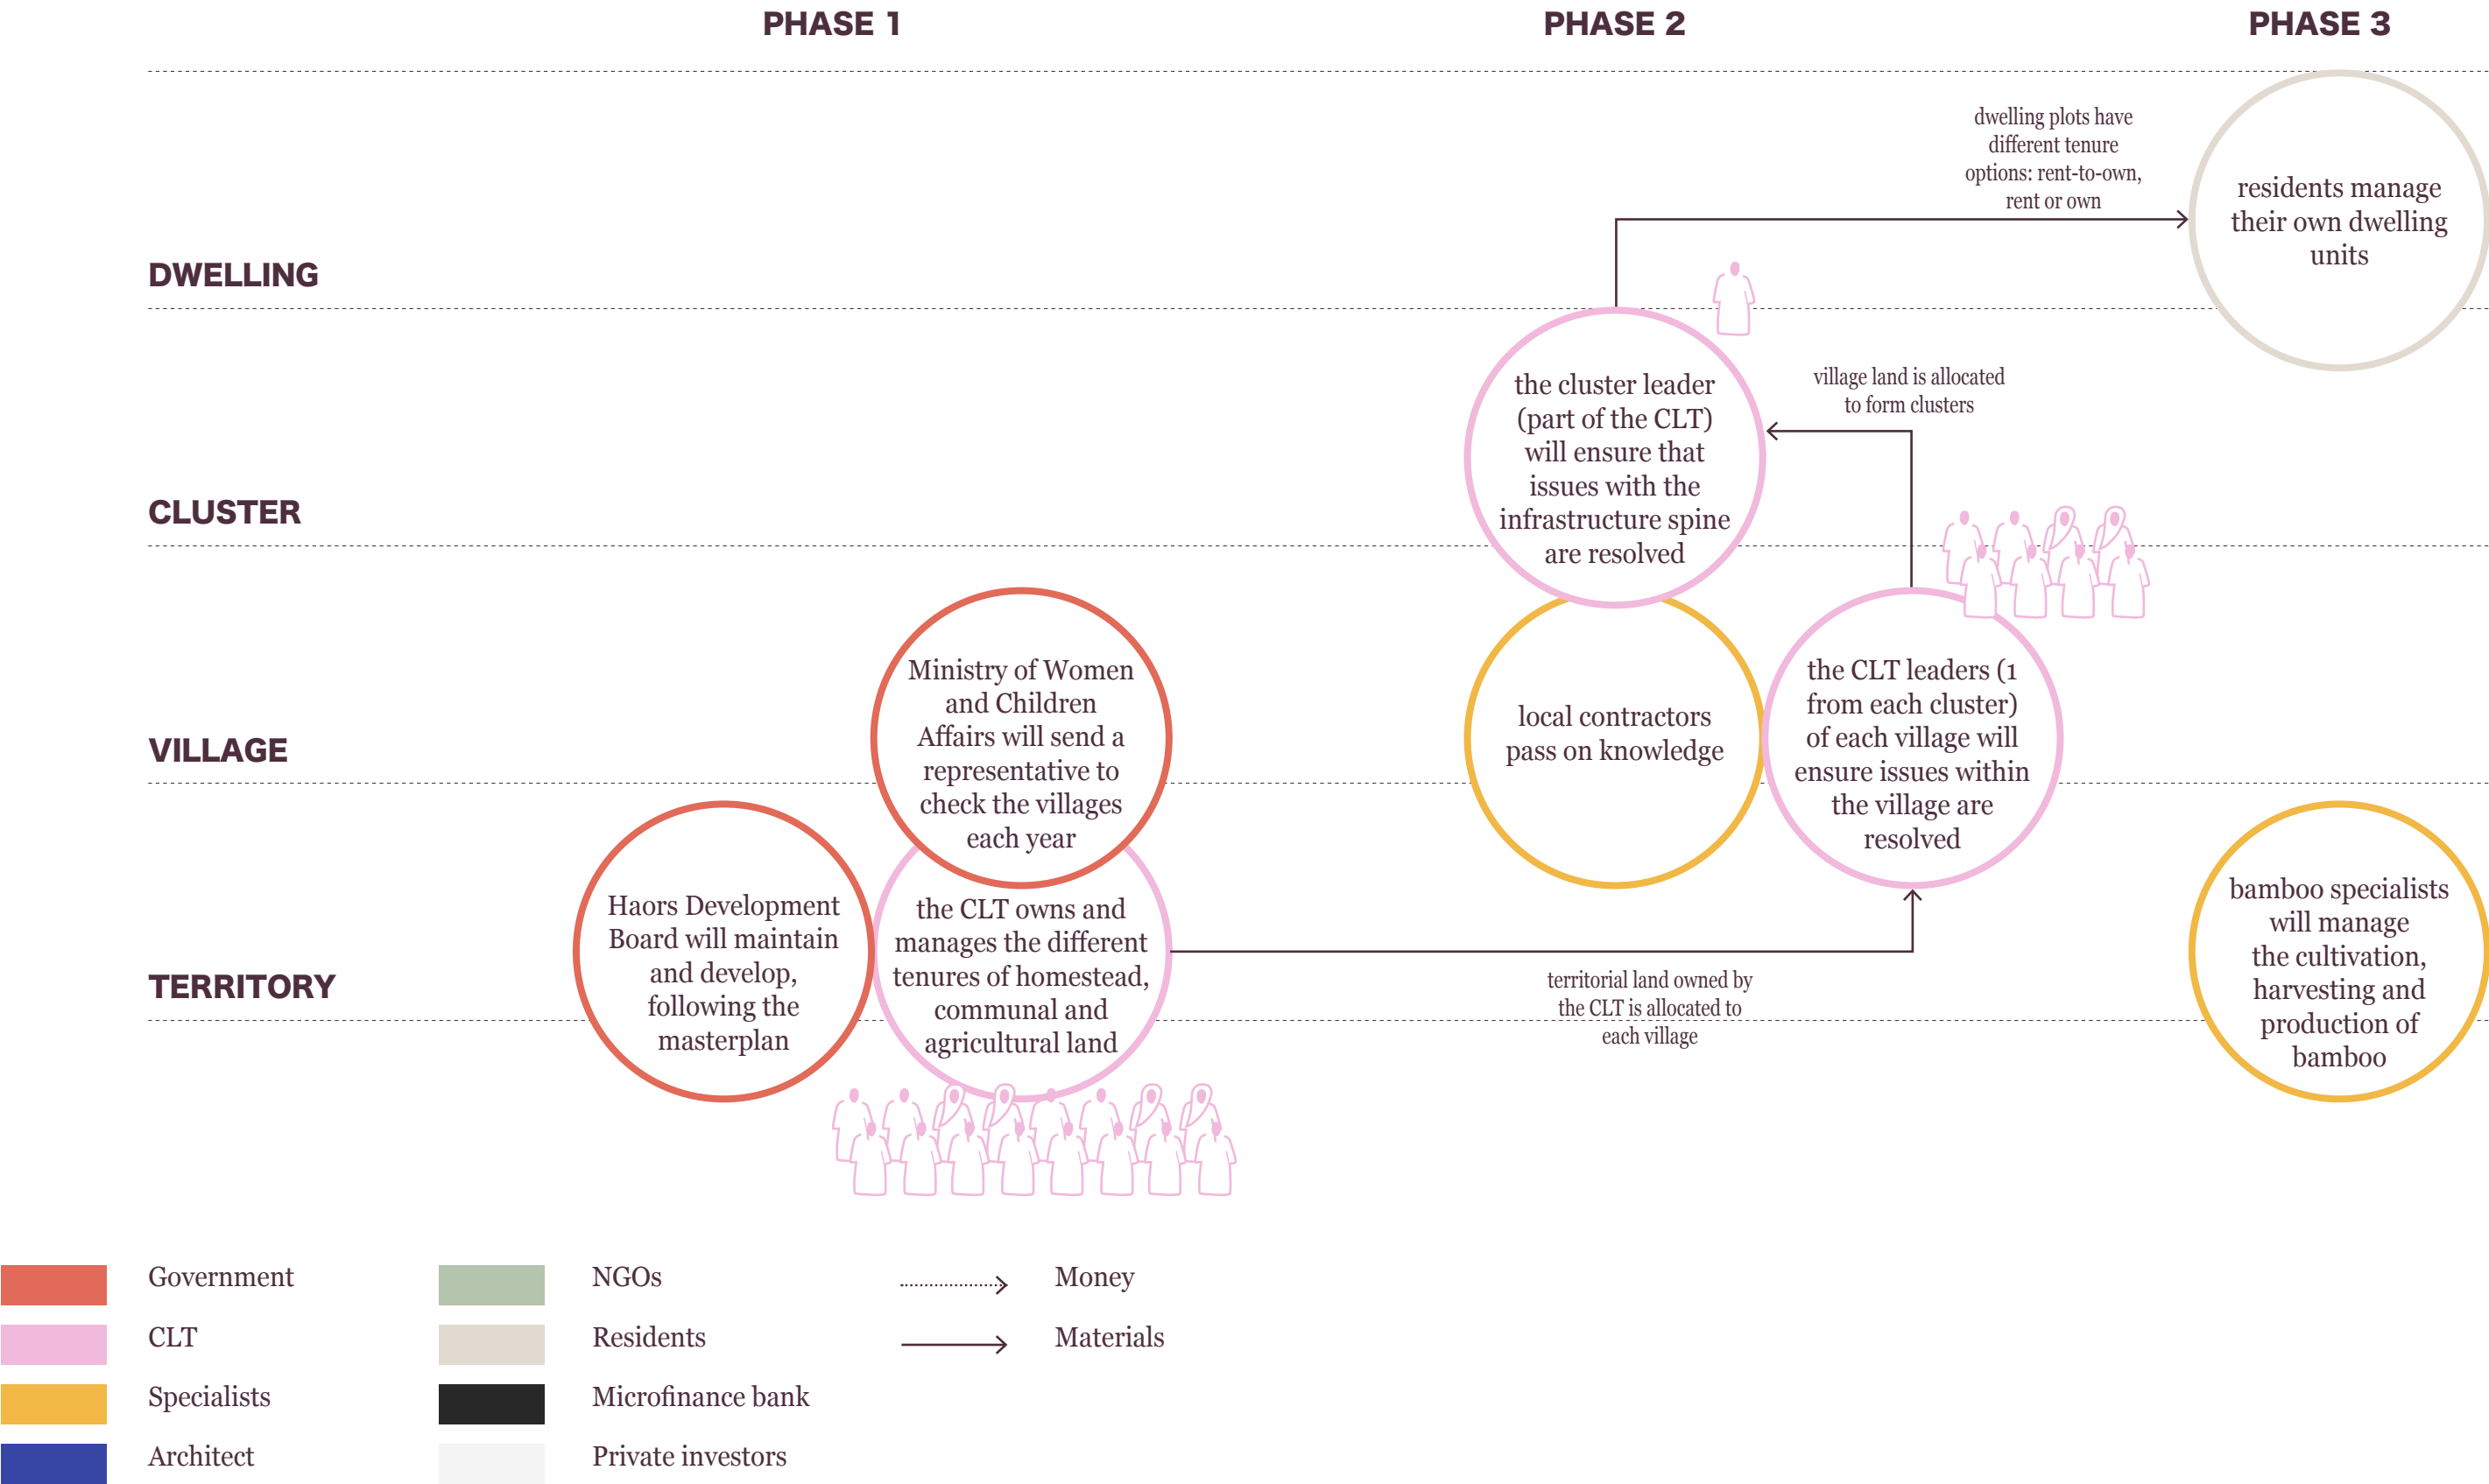 PHASE 1
PHASE 2
PHASE 3
dwelling plots have
different tenure
options: rent-to-own,
rent or own
residents manage
their own dwelling
units
DWELLING
the cluster leader
(part of the CLT)
will ensure that
issues with the
infrastructure spine
are resolved
village land is allocated
to form clusters
CLUSTER
Ministry of Women
and Children
Affairs will send a
representative to
check the villages
each year
local contractors
pass on knowledge
the CLT leaders (1
from each cluster)
of each village will
ensure issues within
the village are
resolved
VILLAGE
Haors Development
Board will maintain
and develop,
following the
masterplan
the CLT owns and
manages the different
tenures of homestead,
communal and
agricultural land
territorial land owned by
the CLT is allocated to
each village
bamboo specialists
will manage
the cultivation,
harvesting and
production of
bamboo
TERRITORY
Government
CLT
Specialists
Architect
NGOs
Residents
Microfinance bank
Private investors
Money
Materials